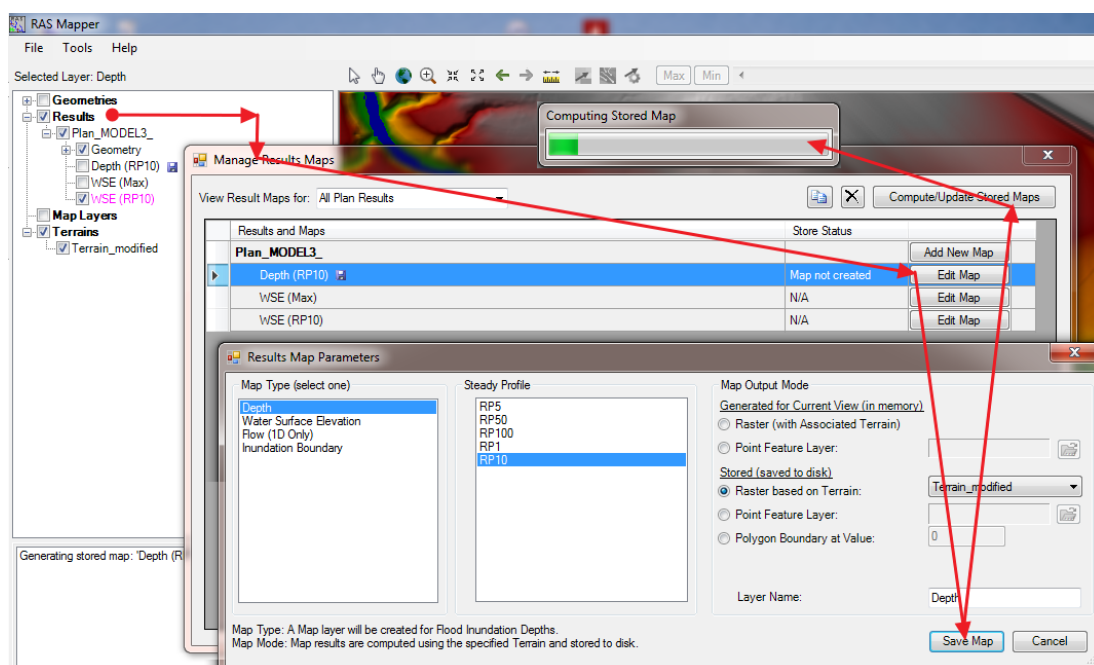 RAS Mapper
File Tools Help
Selected Layer: Depth
Max Min
Geometries
Results
Plan_MODEL3_
Geometry
Depth (RP10)
WSE (Max)
WSE (RP10)
Map Layers
Terrains
Terrain_modified
Computing Stored Map
Manage Results Maps
View Result Maps for: All Plan Results
Compute/Update Stored Maps
Results and Maps Store Status
Plan_MODEL3_ Add New Map
Depth (RP10) Map not created Edit Map
WSE (Max) N/A Edit Map
WSE (RP10) N/A Edit Map
Results Map Parameters
Map Type (select one)
Depth
Water Surface Elevation
Flow (1D Only)
Inundation Boundary
Steady Profile
RP5
RP50
RP100
RP1
RP10
Map Output Mode
Generated for Current View (in memory)
Raster (with Associated Terrain)
Point Feature Layer:
Stored (saved to disk)
Raster based on Terrain: Terrain_modified
Point Feature Layer:
Polygon Boundary at Value: 0
Layer Name: Depth
Generating stored map: 'Depth (R
Map Type: A Map layer will be created for Flood Inundation Depths.
Map Mode: Map results are computed using the specified Terrain and stored to disk.
Save Map Cancel